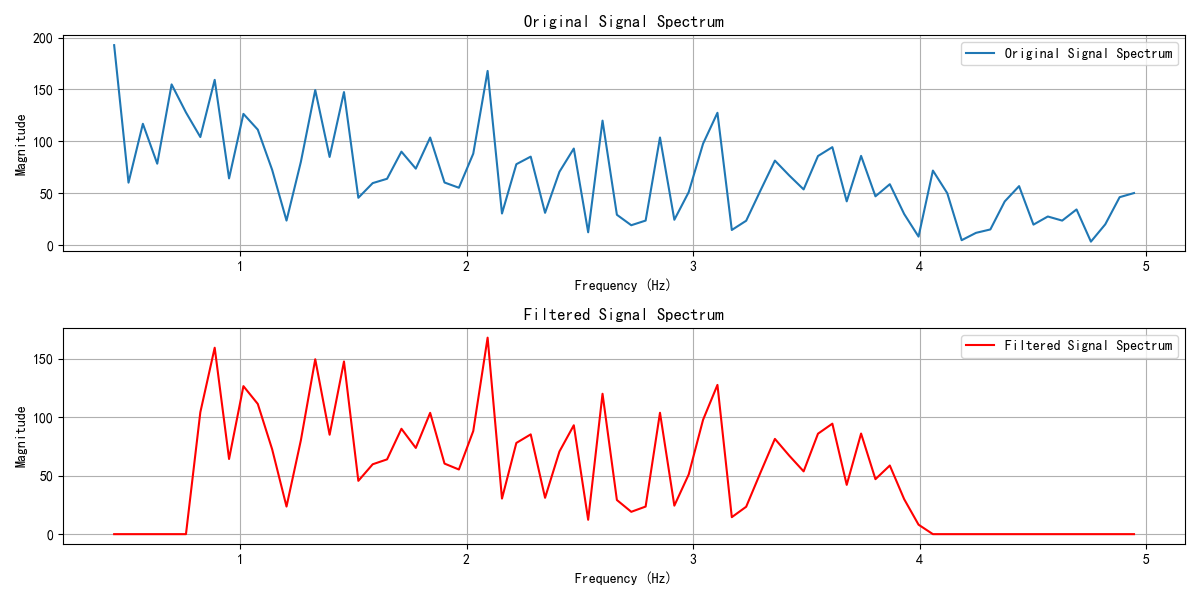 Original Signal Spectrum
200
150
100
50
0
Magnitude
Original Signal Spectrum
1 2 3 4 5
Frequency (Hz)
Filtered Signal Spectrum
150
100
50
0
Magnitude
Filtered Signal Spectrum
1 2 3 4 5
Frequency (Hz)